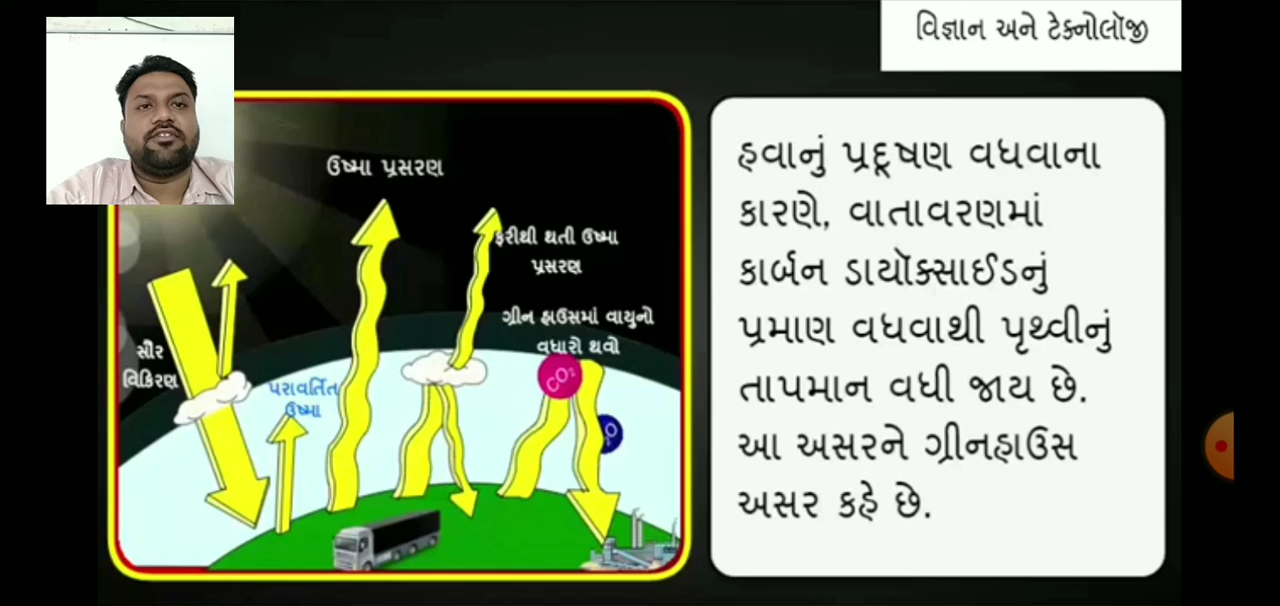 વિજ્ઞાન અને ટેક્નોલૉજી
ઉષ્મા પ્રસરણ
ફરીથી થતી ઉષ્મા
પ્રસરણ
ગ્રીન હાઉસમાં વાયુનો
વધારો થવો
સૌર
વિકિરણ
પરાવર્તિત
ઉષ્મા
CO₂
હવાનું પ્રદૂષણ વધવાના
કારણે, વાતાવરણમાં
કાર્બન ડાયૉક્સાઈડનું
પ્રમાણ વધવાથી પૃથ્વીનું
તાપમાન વધી જાય છે.
આ અસરને ગ્રીનહાઉસ
અસર કહે છે.